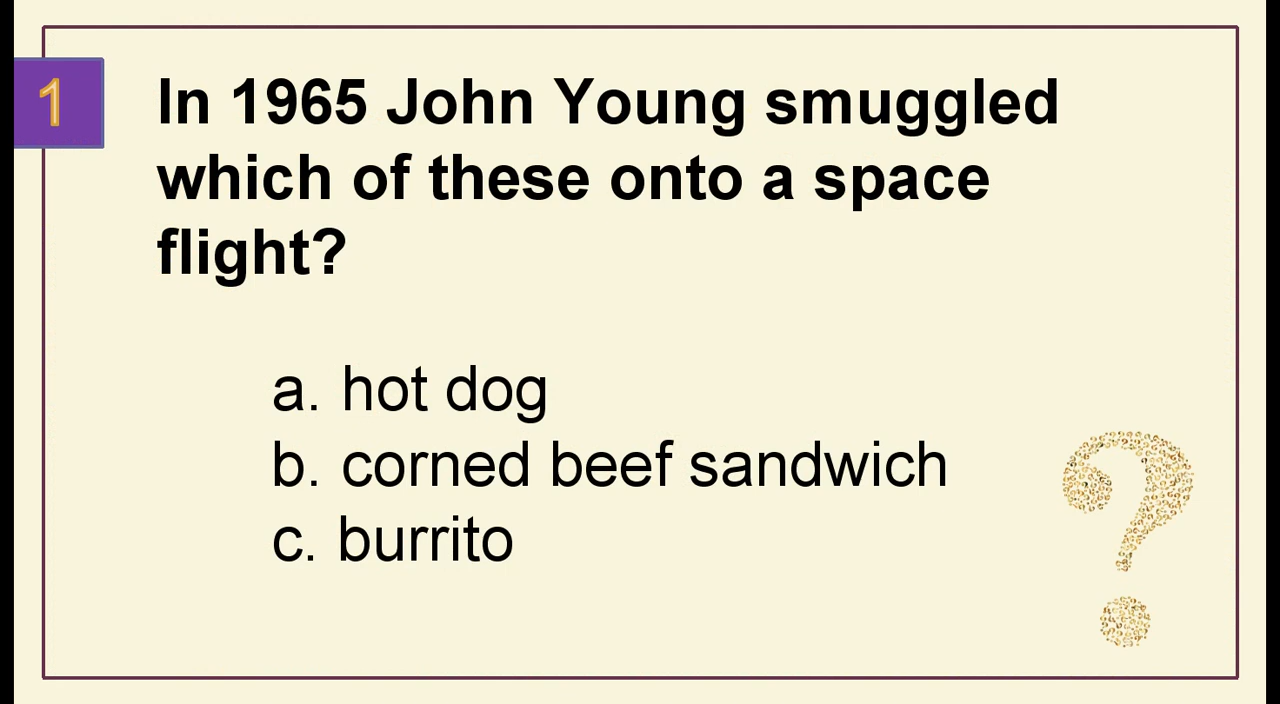 1
In 1965 John Young smuggled
which of these onto a space
flight?
a. hot dog
b. corned beef sandwich
c. burrito
?